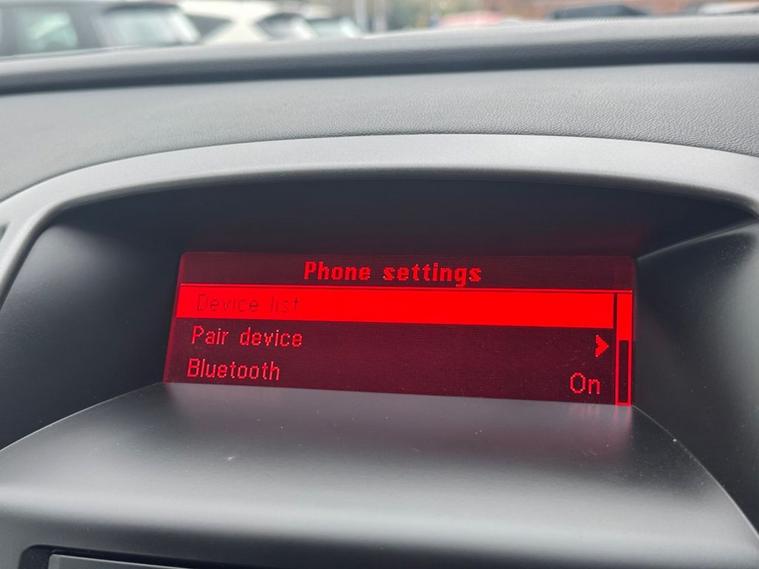 Phone settings
Device list
Pair device
Bluetooth On